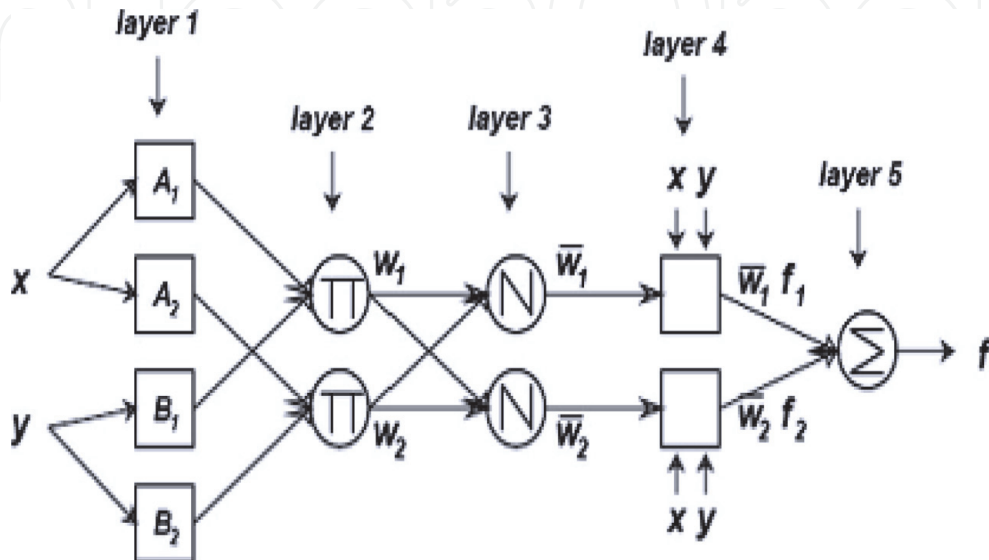 layer 1
layer 4
layer 2
layer 3
x y
layer 5
A₁
x
A₂
Π
w₁
N
w̅₁
w̅₁ f₁
Σ
f
y
B₁
Π
w₂
N
w̅₂
w̅₂ f₂
B₂
x y